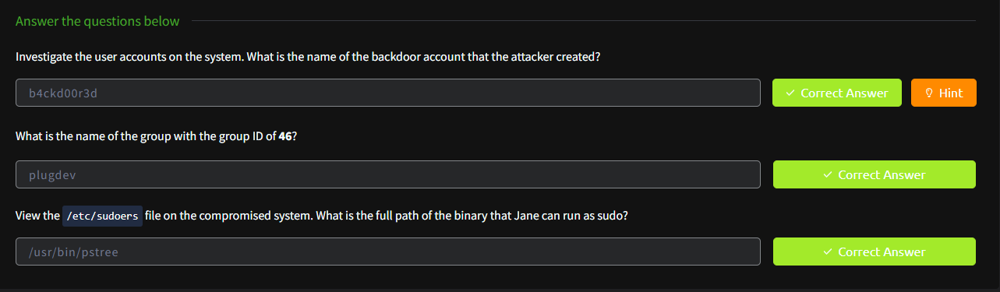 Answer the questions below
Investigate the user accounts on the system. What is the name of the backdoor account that the attacker created?
b4ckd00r3d Correct Answer Hint
What is the name of the group with the group ID of 46?
plugdev Correct Answer
View the /etc/sudoers file on the compromised system. What is the full path of the binary that Jane can run as sudo?
/usr/bin/pstree Correct Answer